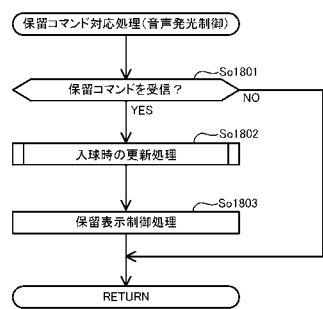 保留コマンド対応処理(音声発光制御)
So1801
保留コマンドを受信?
NO
YES
So1802
入球時の更新処理
So1803
保留表示制御処理
RETURN